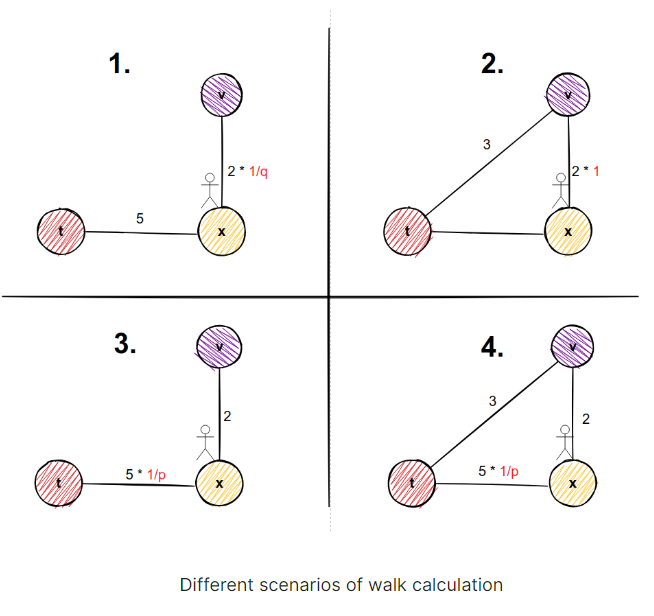 1.
v
2 * 1/q
5
t
x
2.
v
3
2 * 1
t
x
3.
v
2
5 * 1/p
t
x
4.
v
3
2
5 * 1/p
t
x
Different scenarios of walk calculation